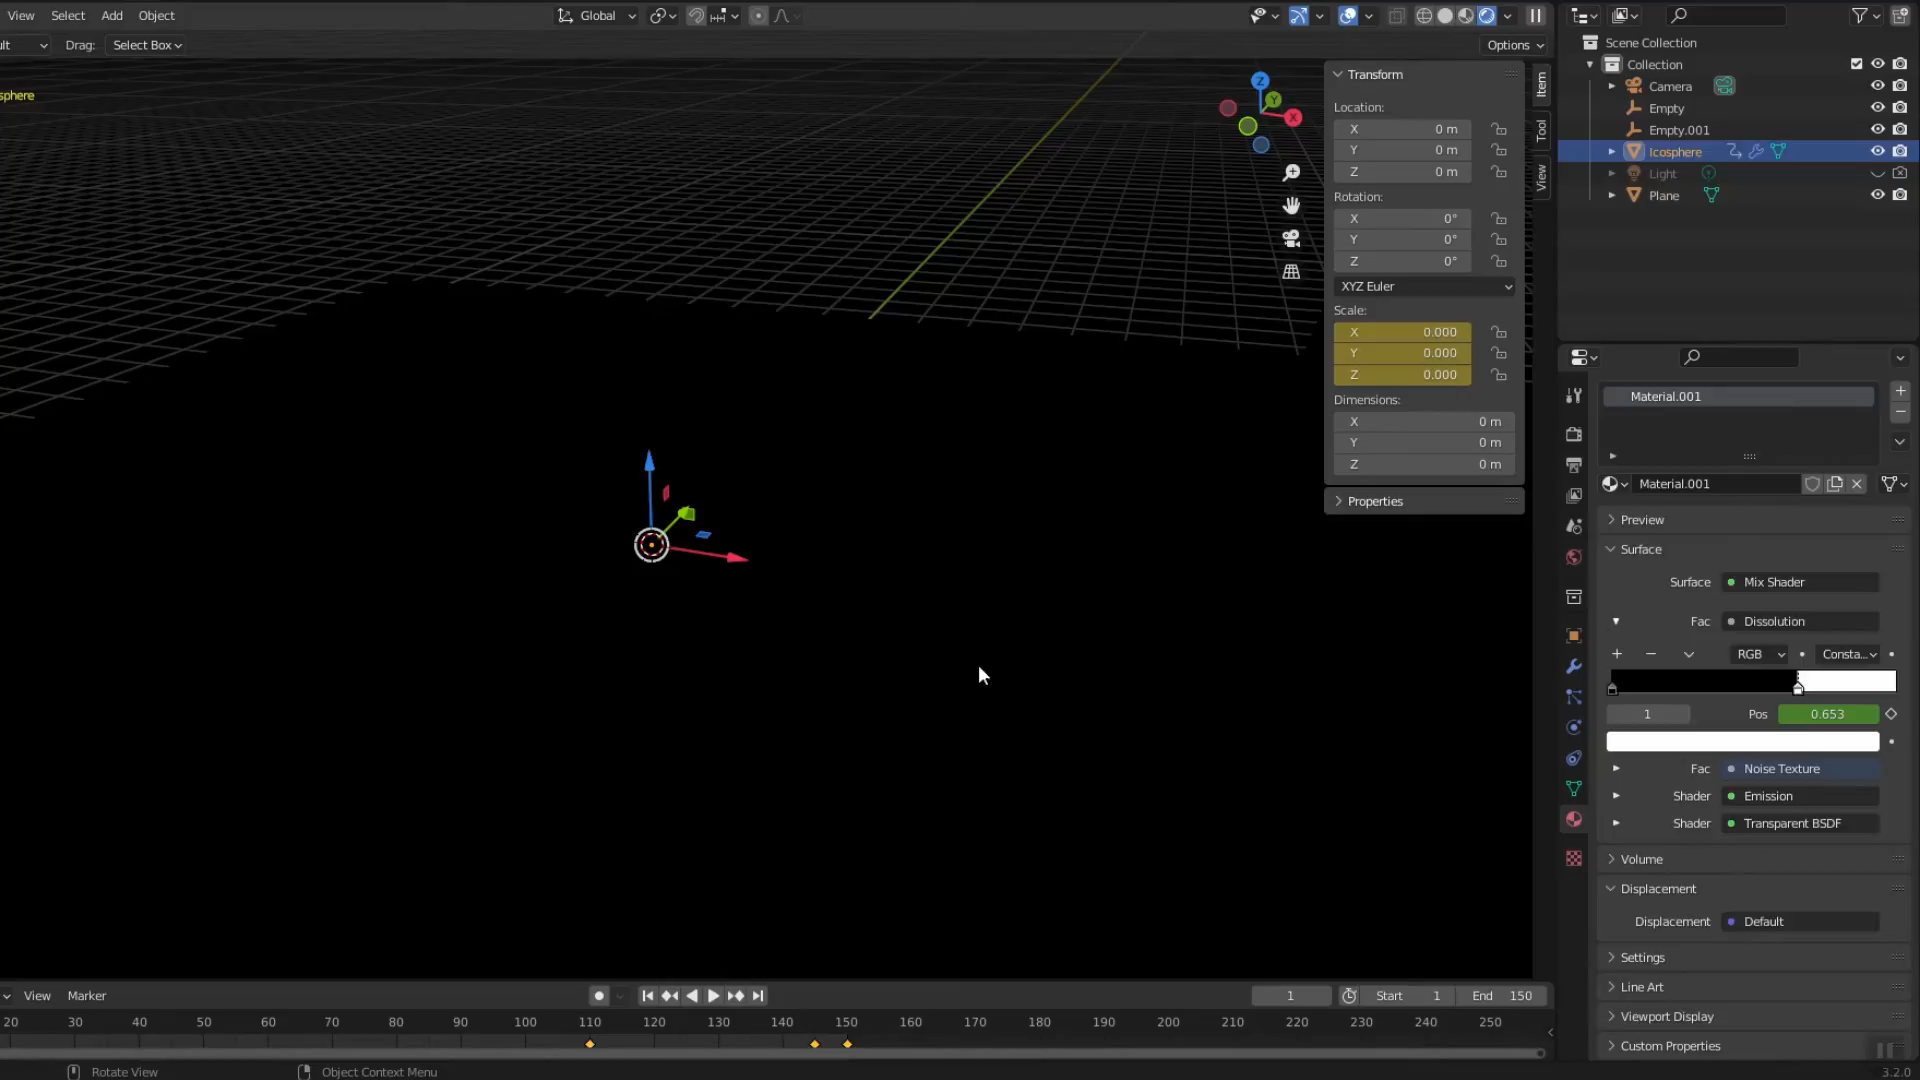 View Select Add Object Global
lt Drag: Select Box Options
sphere
Z Y X
Transform
Location:
X 0 m
Y 0 m
Z 0 m
Rotation:
X 0°
Y 0°
Z 0°
XYZ Euler
Scale:
X 0.000
Y 0.000
Z 0.000
Dimensions:
X 0 m
Y 0 m
Z 0 m
Properties
Item
Tool
View
Scene Collection
Collection
Camera
Empty
Empty.001
Icosphere
Light
Plane
Material.001
Material.001
Preview
Surface
Surface Mix Shader
Fac Dissolution
RGB Consta...
1 Pos 0.653
Fac Noise Texture
Shader Emission
Shader Transparent BSDF
Volume
Displacement
Displacement Default
Settings
Line Art
Viewport Display
Custom Properties
View Marker 1 Start 1 End 150
20 30 40 50 60 70 80 90 100 110 120 130 140 150 160 170 180 190 200 210 220 230 240 250
Rotate View Object Context Menu 3.2.0